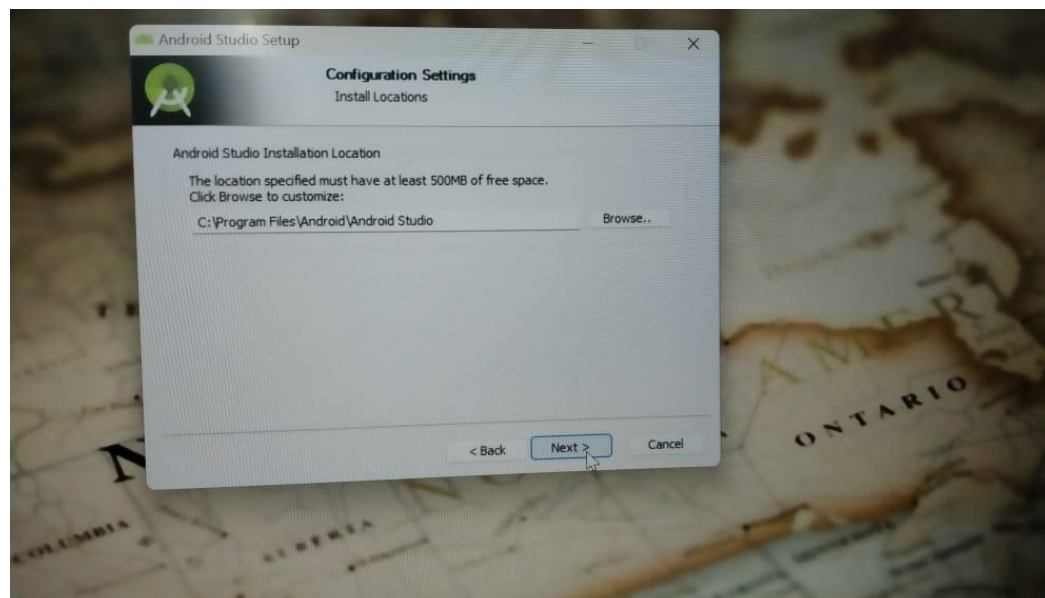 Android Studio Setup
Configuration Settings
Install Locations
Android Studio Installation Location
The location specified must have at least 500MB of free space.
Click Browse to customize:
C:\Program Files\Android\Android Studio
Browse..
< Back
Next >
Cancel
ONTARIO